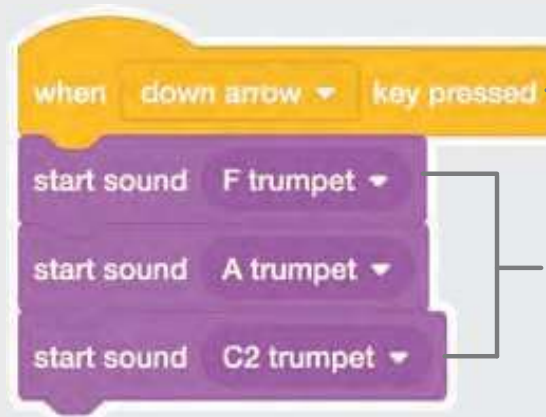 when down arrow key pressed
start sound F trumpet
start sound A trumpet
start sound C2 trumpet